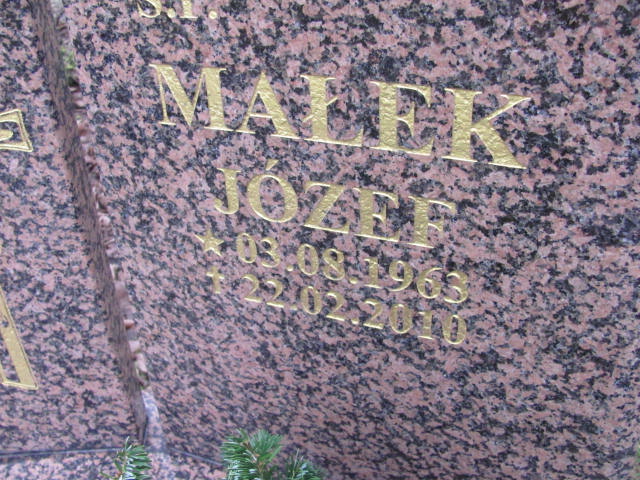 Ś.P.
MAŁEK
JÓZEF
★ 03.08.1963
✝ 22.02.2010